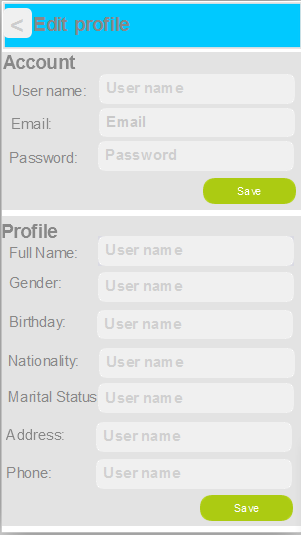 < Edit profile
Account
User name: User name
Email: Email
Password: Password
Save
Profile
Full Name: User name
Gender: User name
Birthday: User name
Nationality: User name
Marital Status User name
Address: User name
Phone: User name
Save